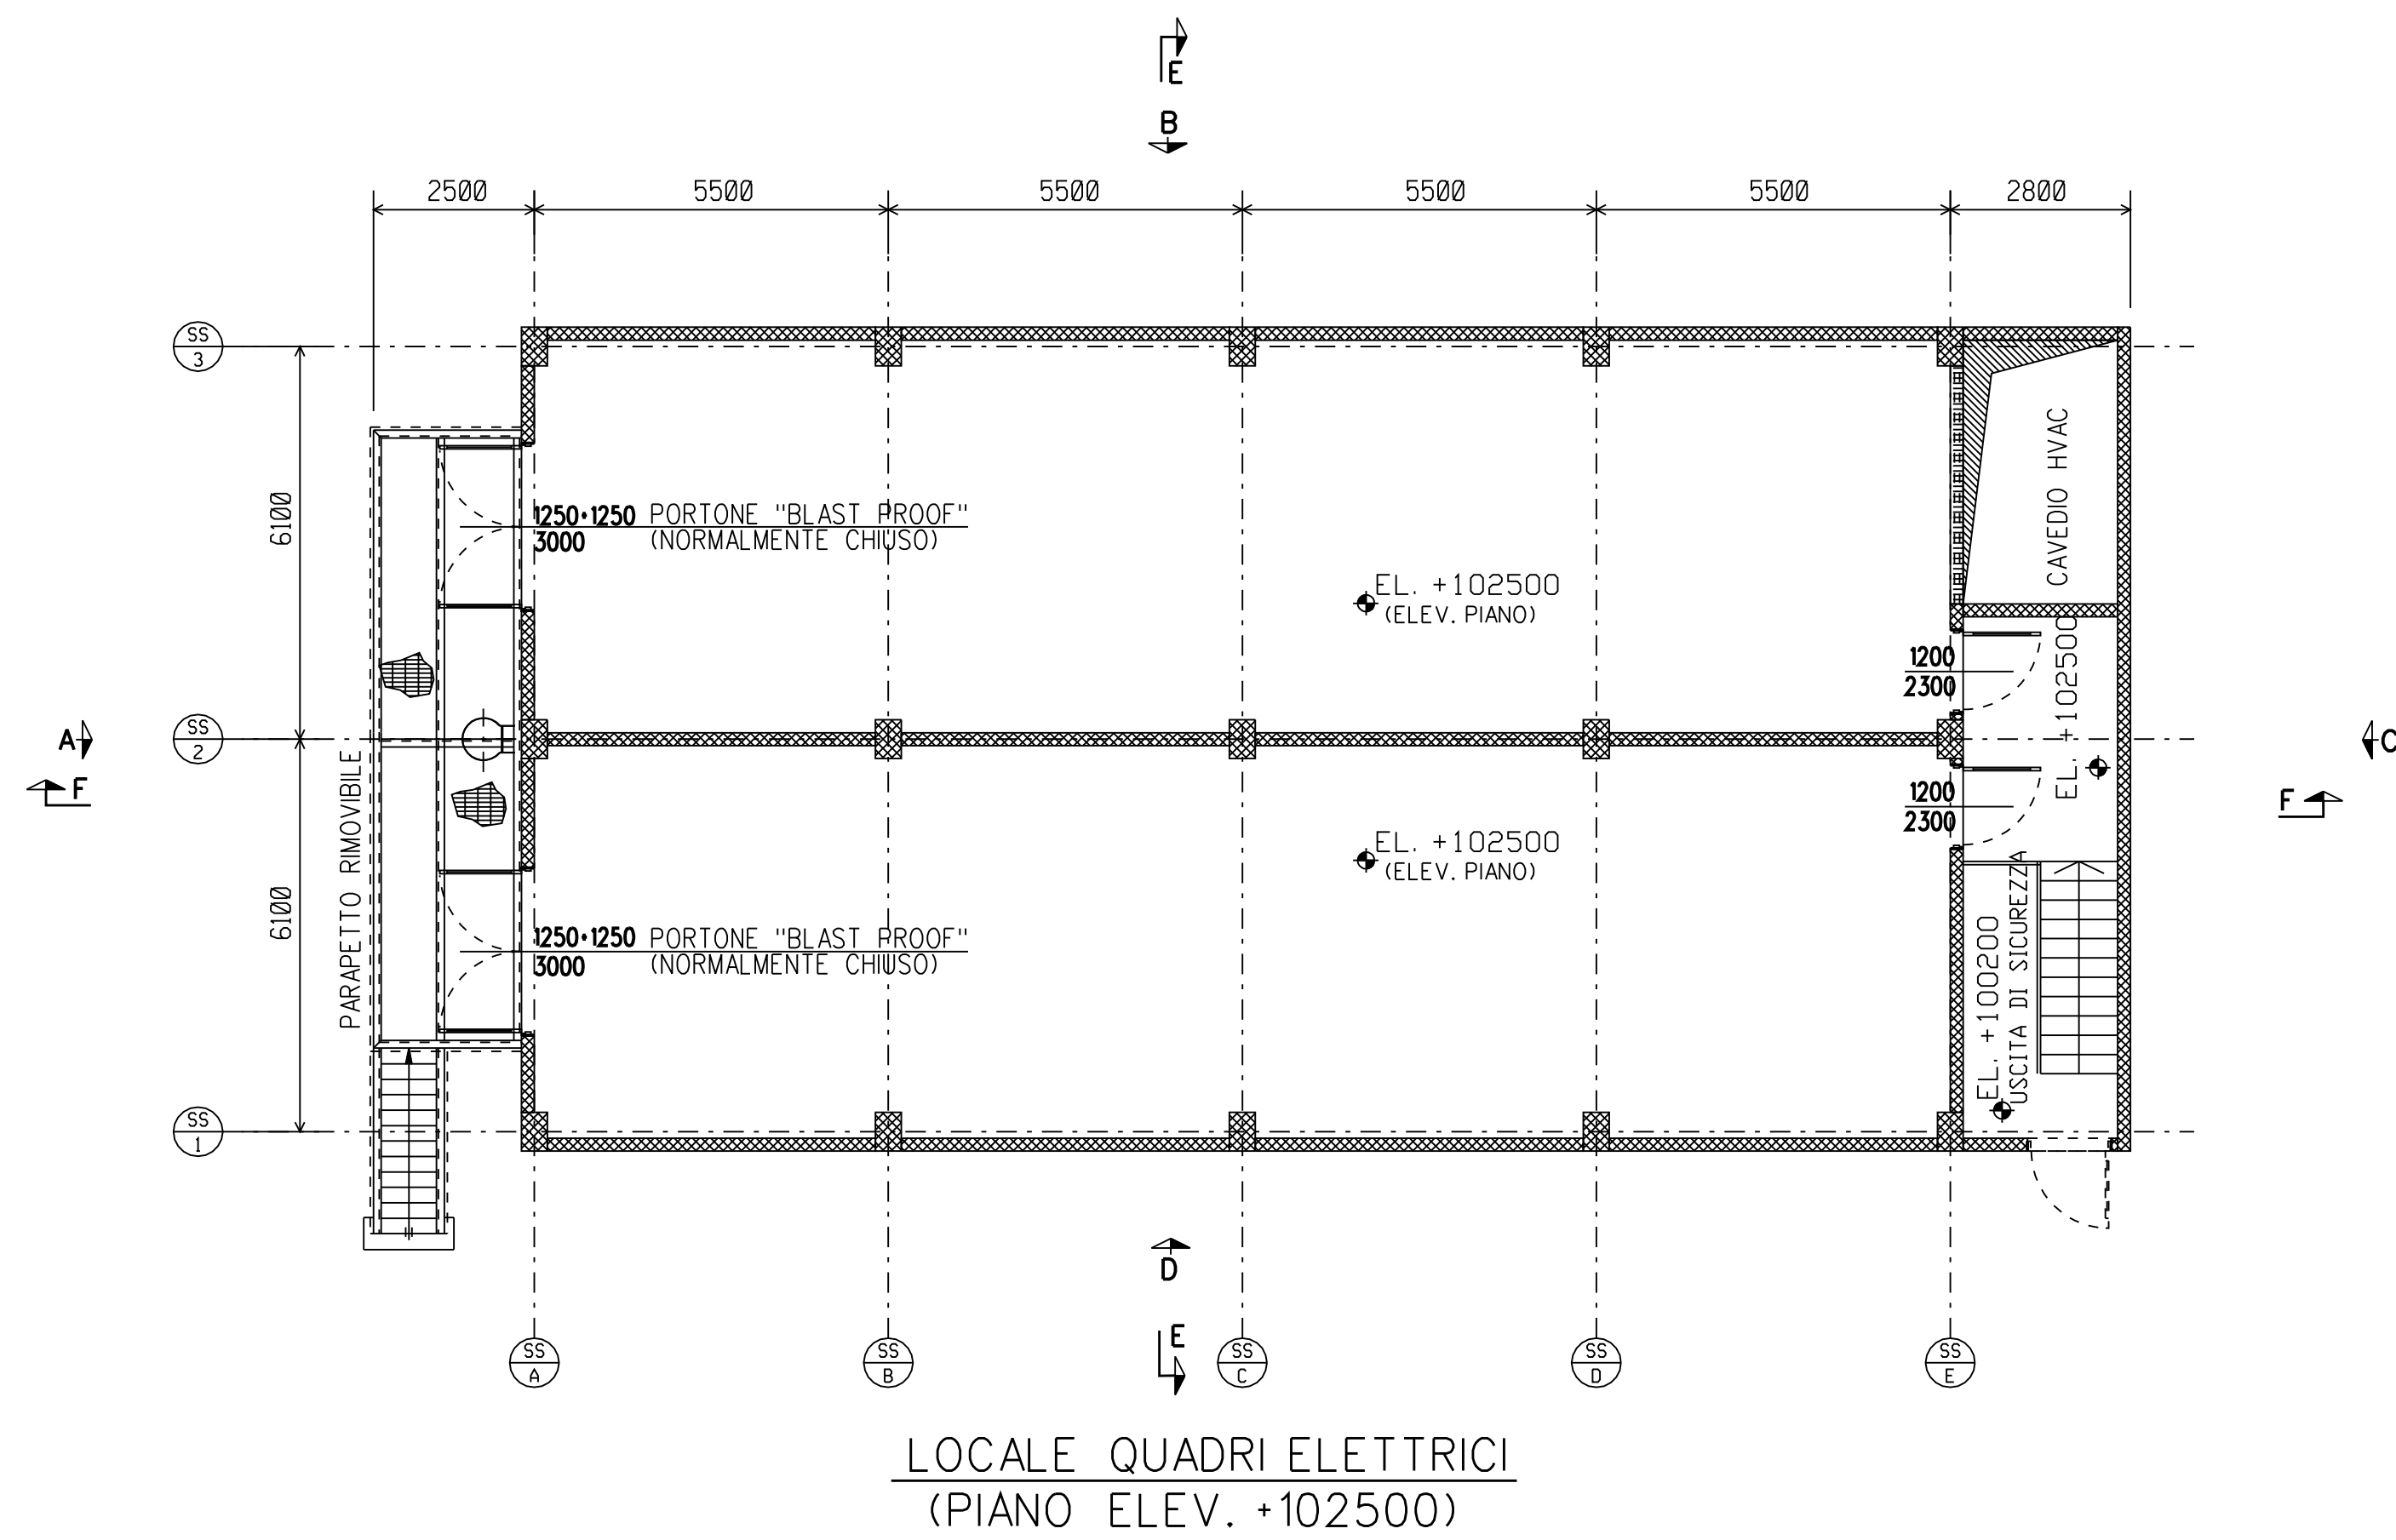 E
B
2500 5500 5500 5500 5500 2800
SS
3
6100
1250+1250 PORTONE "BLAST PROOF"
3000 (NORMALMENTE CHIUSO)
EL. +102500
(ELEV. PIANO)
CAVEDIO HVAC
1200
2300
EL. +102500
A
SS
2
C
F
F
PARAPETTO RIMOVIBILE
1200
2300
EL. +102500
(ELEV. PIANO)
6100
1250+1250 PORTONE "BLAST PROOF"
3000 (NORMALMENTE CHIUSO)
EL. +100200
USCITA DI SICUREZZA
SS
1
D
E
SS
A
SS
B
SS
C
SS
D
SS
E
LOCALE QUADRI ELETTRICI
(PIANO ELEV. +102500)